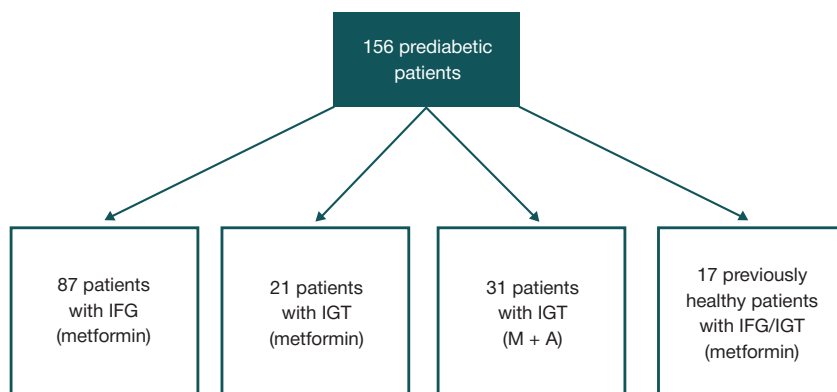 156 prediabetic
patients
87 patients
with IFG
(metformin)
21 patients
with IGT
(metformin)
31 patients
with IGT
(M + A)
17 previously
healthy patients
with IFG/IGT
(metformin)